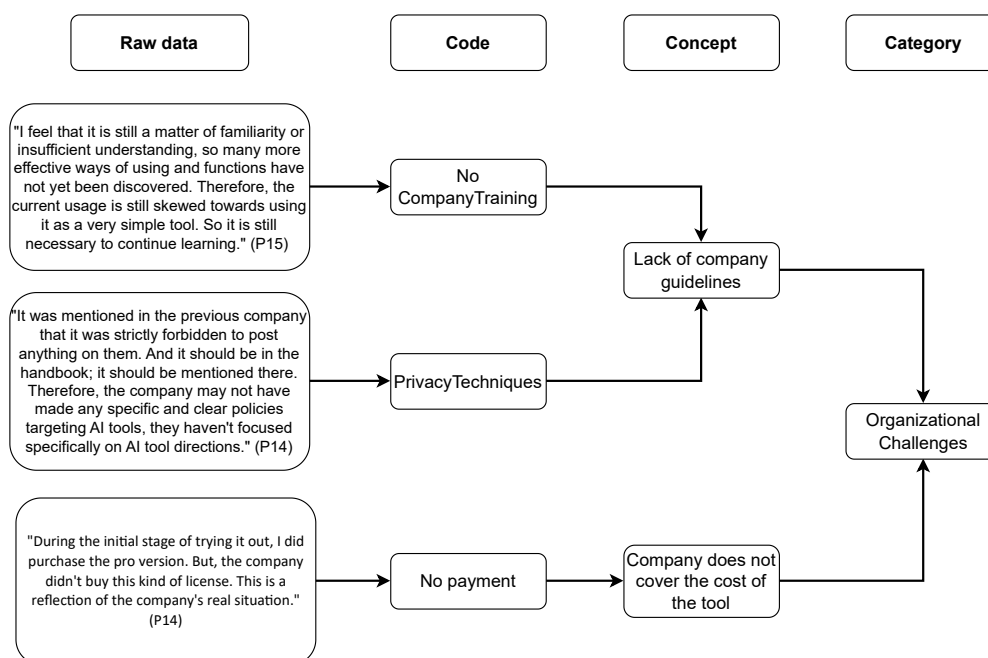 Raw data
Code
Concept
Category
"I feel that it is still a matter of familiarity or
insufficient understanding, so many more
effective ways of using and functions have
not yet been discovered. Therefore, the
current usage is still skewed towards using
it as a very simple tool. So it is still
necessary to continue learning." (P15)
No
CompanyTraining
Lack of company
guidelines
"It was mentioned in the previous company
that it was strictly forbidden to post
anything on them. And it should be in the
handbook; it should be mentioned there.
Therefore, the company may not have
made any specific and clear policies
targeting AI tools, they haven't focused
specifically on AI tool directions." (P14)
PrivacyTechniques
Organizational
Challenges
"During the initial stage of trying it out, I did
purchase the pro version. But, the company
didn't buy this kind of license. This is a
reflection of the company's real situation."
(P14)
No payment
Company does not
cover the cost of
the tool